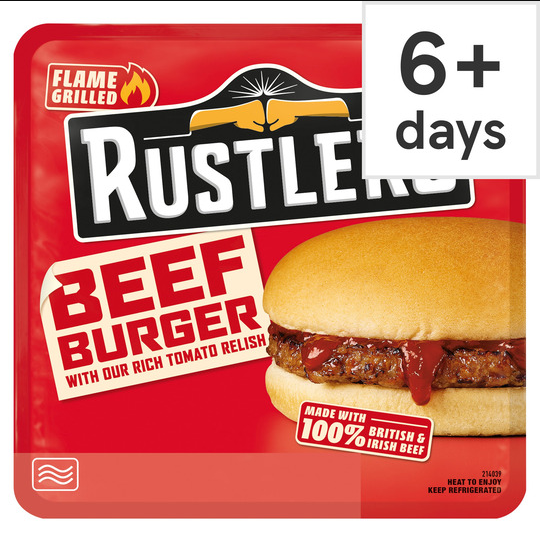 6+
days
FLAME
GRILLED
RUSTLERS
BEEF
BURGER
WITH OUR RICH TOMATO RELISH
MADE WITH
100% BRITISH &
IRISH BEEF
214039
HEAT TO ENJOY
KEEP REFRIGERATED